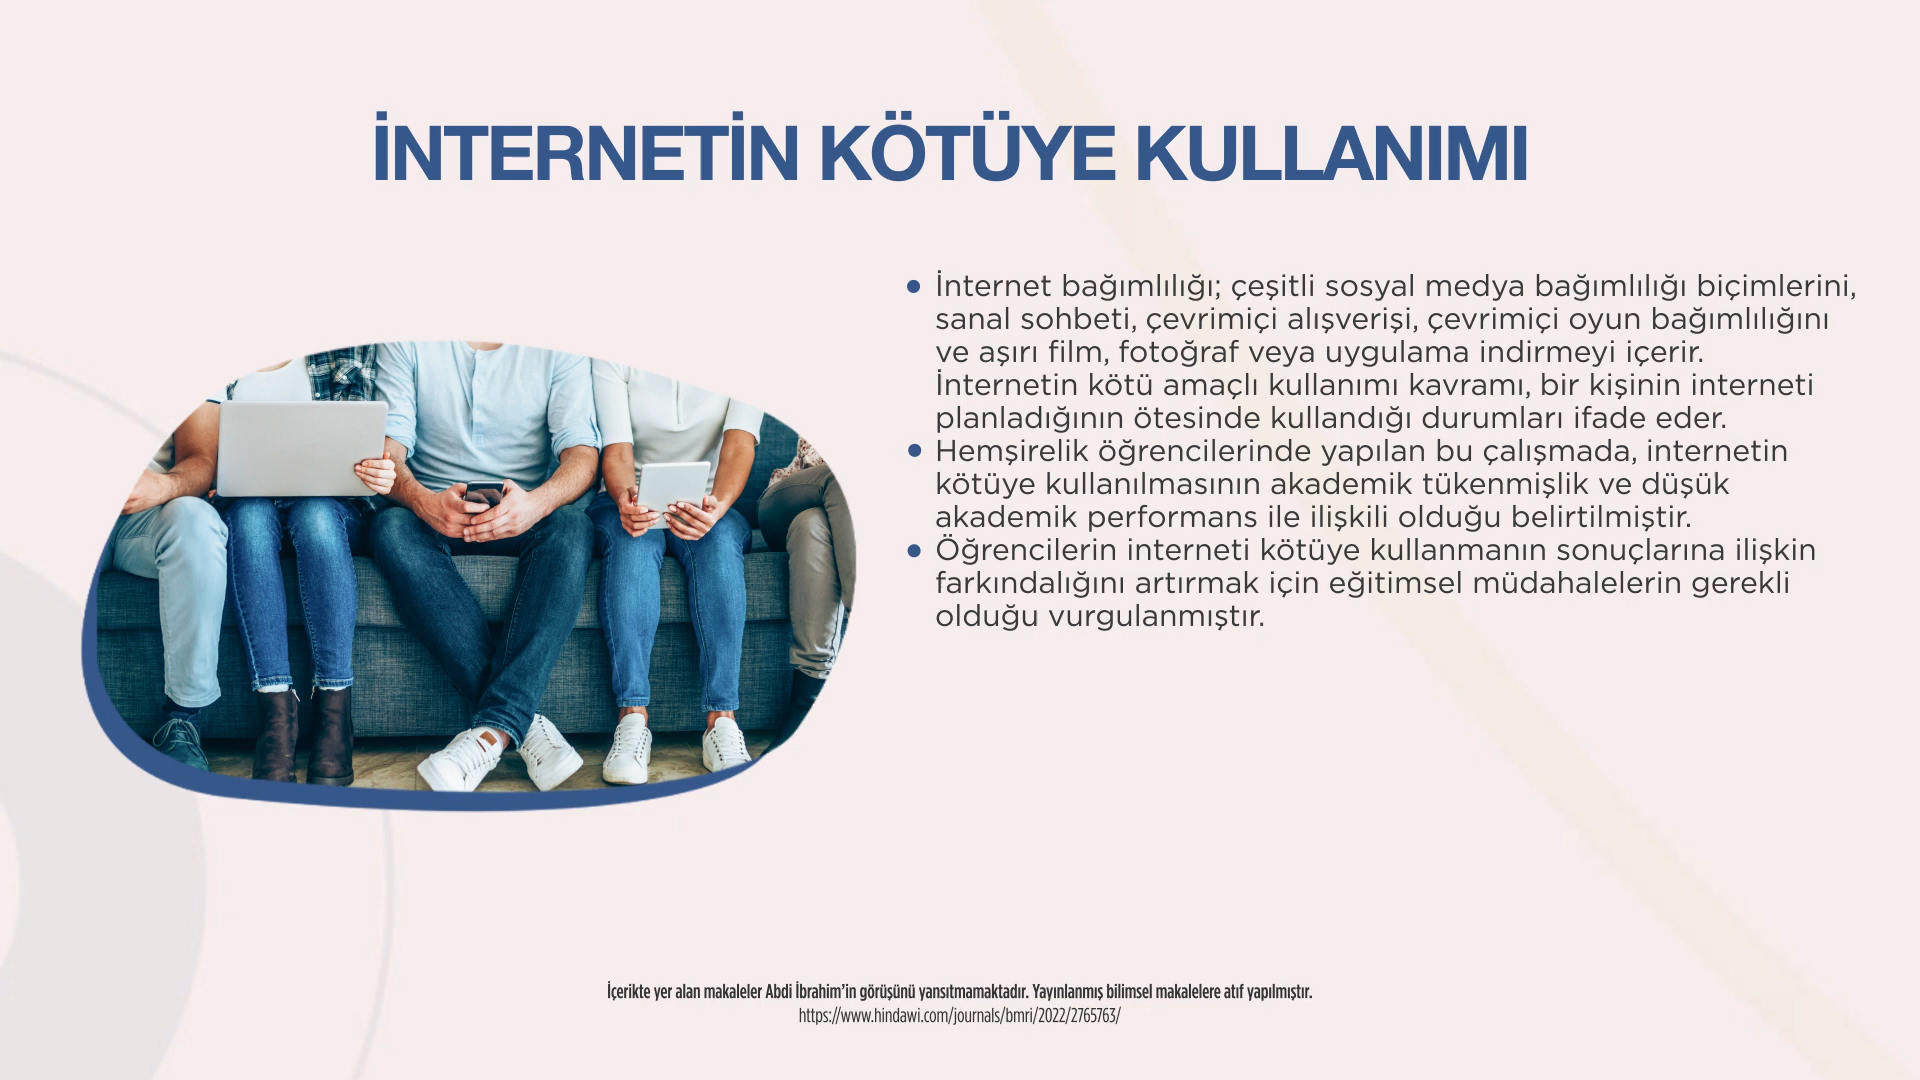 İNTERNETİN KÖTÜYE KULLANIMI
• İnternet bağımlılığı; çeşitli sosyal medya bağımlılığı biçimlerini,
sanal sohbeti, çevrimiçi alışverişi, çevrimiçi oyun bağımlılığını
ve aşırı film, fotoğraf veya uygulama indirmeyi içerir.
İnternetin kötü amaçlı kullanımı kavramı, bir kişinin interneti
planladığının ötesinde kullandığı durumları ifade eder.
• Hemşirelik öğrencilerinde yapılan bu çalışmada, internetin
kötüye kullanılmasının akademik tükenmişlik ve düşük
akademik performans ile ilişkili olduğu belirtilmiştir.
• Öğrencilerin interneti kötüye kullanmanın sonuçlarına ilişkin
farkındalığını artırmak için eğitimsel müdahalelerin gerekli
olduğu vurgulanmıştır.
İçerikte yer alan makaleler Abdi İbrahim’in görüşünü yansıtmamaktadır. Yayınlanmış bilimsel makalelere atıf yapılmıştır.
https://www.hindawi.com/journals/bmri/2022/2765763/